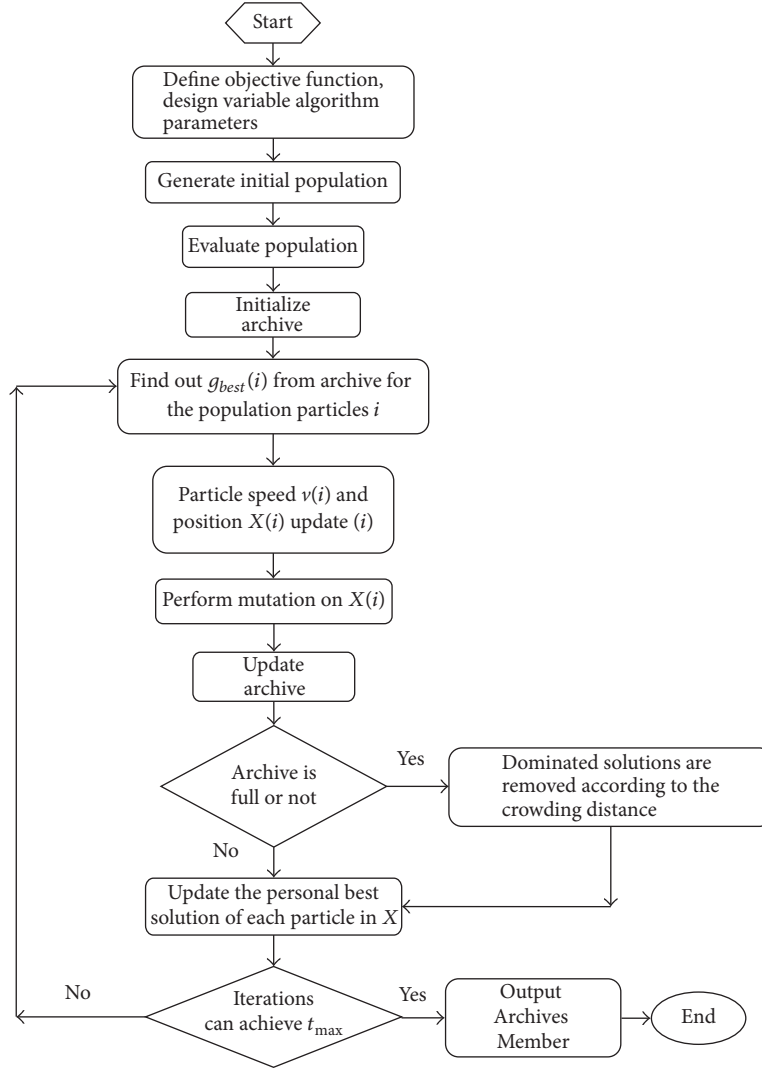 Start
Define objective function,
design variable algorithm
parameters
Generate initial population
Evaluate population
Initialize
archive
Find out g_best(i) from archive for
the population particles i
Particle speed v(i) and
position X(i) update (i)
Perform mutation on X(i)
Update
archive
Archive is
full or not
Yes
Dominated solutions are
removed according to the
crowding distance
No
Update the personal best
solution of each particle in X
No
Iterations
can achieve t_max
Yes
Output
Archives
Member
End